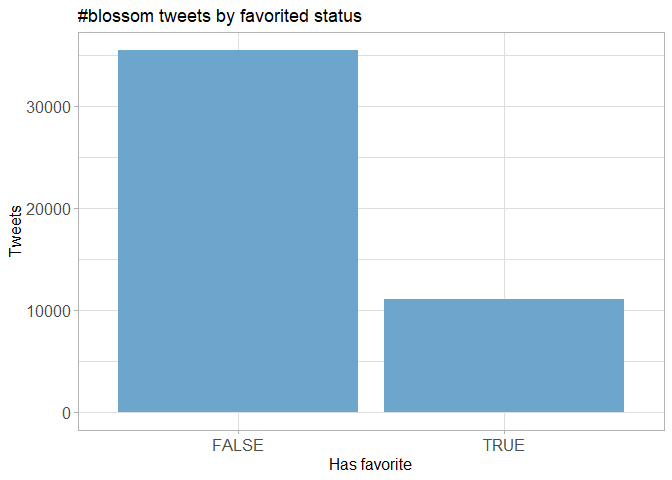 #blossom tweets by favorited status
30000
20000
10000
0
Tweets
FALSE
TRUE
Has favorite